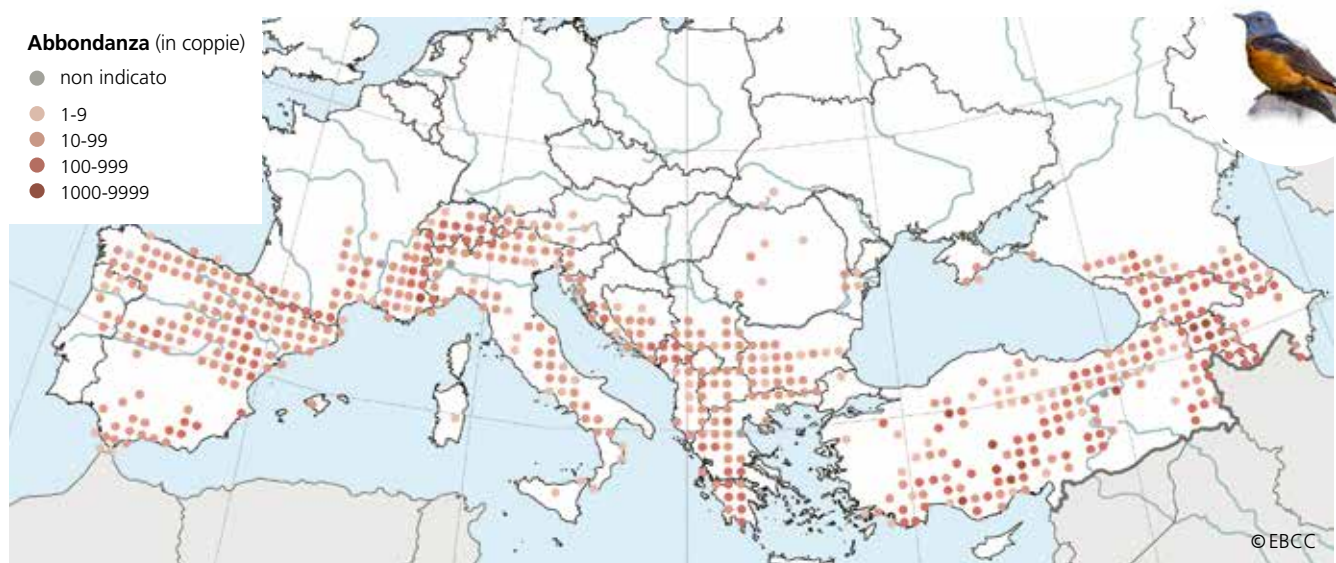 Abbondanza (in coppie)
non indicato
1-9
10-99
100-999
1000-9999
© EBCC